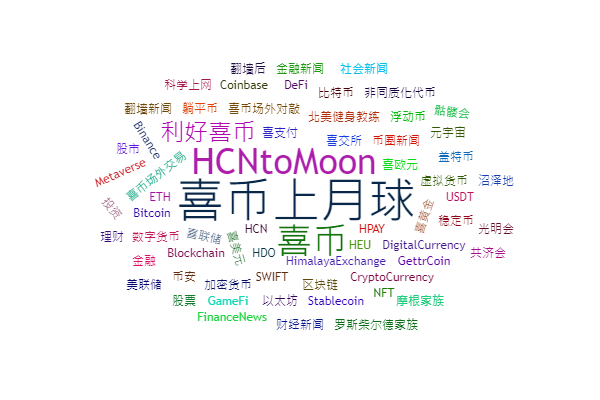 翻墙后 金融新闻 社会新闻
科学上网 Coinbase DeFi 比特币 非同质化代币
翻墙新闻 躺平币 喜币场外对敲 北美健身教练 浮动币 骷髅会
Binance 利好喜币 喜支付 喜交所 币圈新闻 元宇宙
股市 喜币场外交易 HCNtoMoon 喜欧元 盖特币
Metaverse 虚拟货币 沼泽地
投资 ETH 喜币上月球 喜黄金 USDT
Bitcoin 稳定币 光明会
理财 数字货币 喜联储 喜美元 HCN 喜币 HPAY HEU DigitalCurrency 共济会
金融 Blockchain HDO HimalayaExchange GettrCoin
美联储 币安 加密货币 SWIFT 区块链 CryptoCurrency
股票 GameFi 以太坊 Stablecoin NFT 摩根家族
FinanceNews 财经新闻 罗斯柴尔德家族